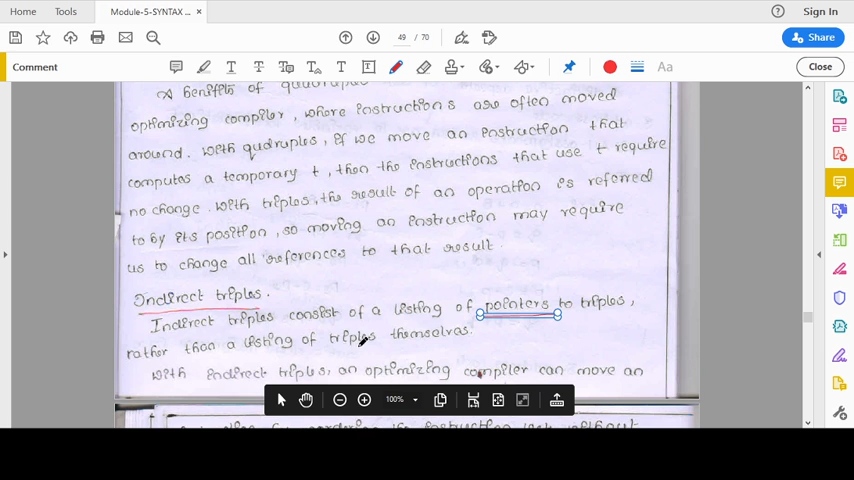 Home Tools Module-5-SYNTAX ... × Sign In
49 / 70 Share
Comment Aa Close
A benefits of quadruples
optimizing compiler, where instructions are often moved
around. With quadruples, if we move an instruction that
computes a temporary t, then the instructions that use t require
no change. With triples, the result of an operation is referred
to by its position, so moving an instruction may require
us to change all references to that result.
Indirect triples.
Indirect triples consist of a listing of pointers to triples,
rather than a listing of triples themselves.
With indirect triples, an optimizing compiler can move an
100%
instruction without